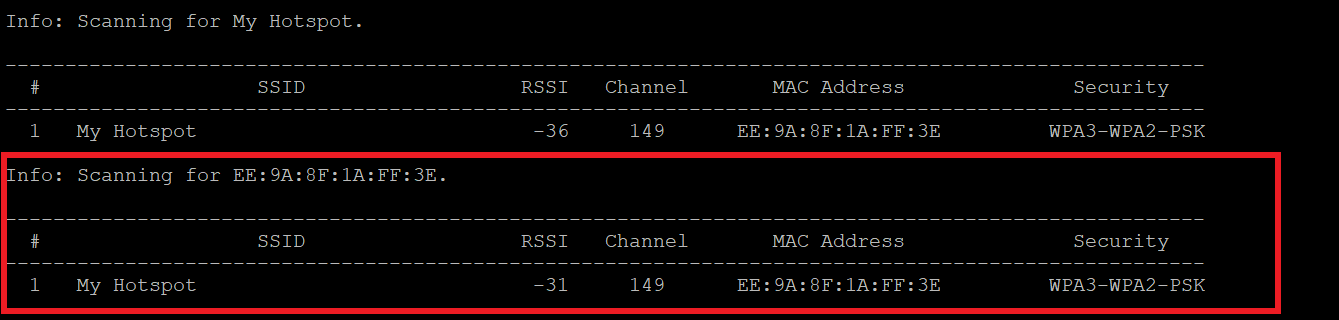 Info: Scanning for My Hotspot.
----------------------------------------------------------------------------------------------------
# SSID RSSI Channel MAC Address Security
----------------------------------------------------------------------------------------------------
1 My Hotspot -36 149 EE:9A:8F:1A:FF:3E WPA3-WPA2-PSK
Info: Scanning for EE:9A:8F:1A:FF:3E.
----------------------------------------------------------------------------------------------------
# SSID RSSI Channel MAC Address Security
----------------------------------------------------------------------------------------------------
1 My Hotspot -31 149 EE:9A:8F:1A:FF:3E WPA3-WPA2-PSK